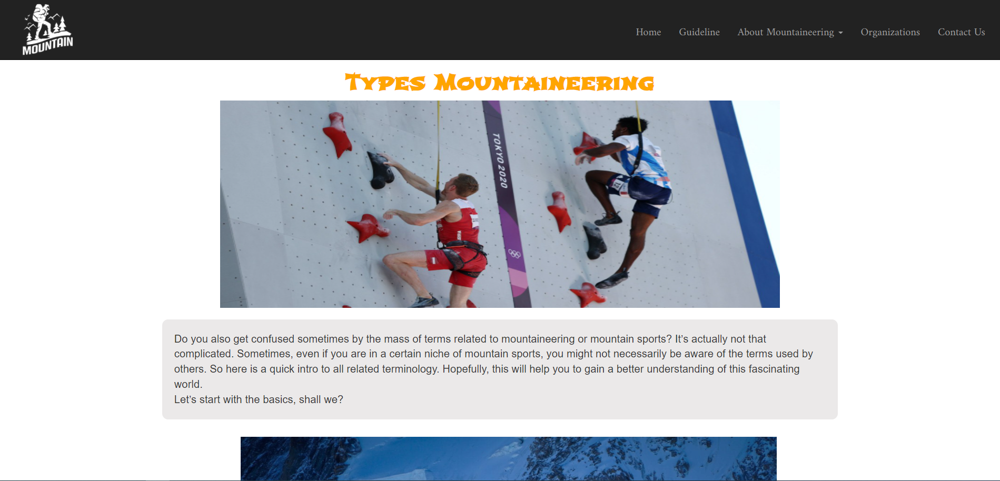 MOUNTAIN
Home Guideline About Mountaineering Organizations Contact Us
Types Mountaineering
TOKYO 2020
12
Do you also get confused sometimes by the mass of terms related to mountaineering or mountain sports? It’s actually not that
complicated. Sometimes, even if you are in a certain niche of mountain sports, you might not necessarily be aware of the terms used by
others. So here is a quick intro to all related terminology. Hopefully, this will help you to gain a better understanding of this fascinating
world.
Let’s start with the basics, shall we?